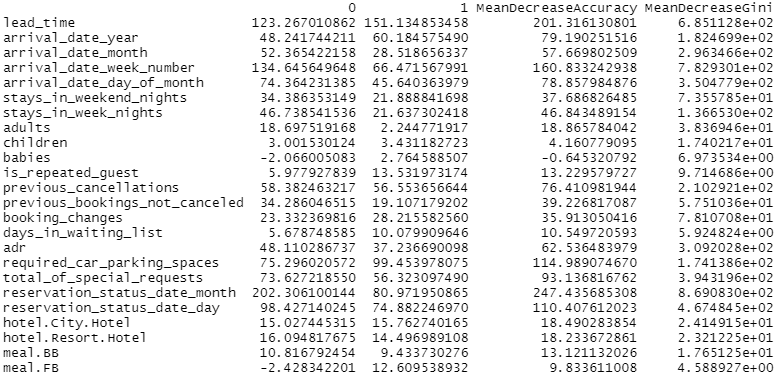 0 1 MeanDecreaseAccuracy MeanDecreaseGini
lead_time 123.267010862 151.134853458 201.316130801 6.851128e+02
arrival_date_year 48.241744211 60.184575490 79.190251516 1.824699e+02
arrival_date_month 52.365422158 28.518656337 57.669802509 2.963466e+02
arrival_date_week_number 134.645649648 66.471567991 160.833242938 7.829301e+02
arrival_date_day_of_month 74.364231385 45.640363979 78.857984876 3.504779e+02
stays_in_weekend_nights 34.386353149 21.888841698 37.686826485 7.355785e+01
stays_in_week_nights 46.738541536 21.637302418 46.843489154 1.366530e+02
adults 18.697519168 2.244771917 18.865784042 3.836946e+01
children 3.001530124 3.431182723 4.160779095 1.740217e+01
babies -2.066005083 2.764588507 -0.645320792 6.973534e+00
is_repeated_guest 5.977927839 13.531973174 13.229579727 9.714686e+00
previous_cancellations 58.382463217 56.553656644 76.410981944 2.102921e+02
previous_bookings_not_canceled 34.286046515 19.107179202 39.226817087 5.751036e+01
booking_changes 23.332369816 28.215582560 35.913050416 7.810708e+01
days_in_waiting_list 5.678748585 10.079909646 10.549720593 5.924824e+00
adr 48.110286737 37.236690098 62.536483979 3.092028e+02
required_car_parking_spaces 75.296020572 99.453978075 114.989074670 1.741386e+02
total_of_special_requests 73.627218550 56.323097490 93.136816762 3.943196e+02
reservation_status_date_month 202.306100144 80.971950865 247.435685308 8.690830e+02
reservation_status_date_day 98.427140245 74.882246970 110.407612023 4.674845e+02
hotel.City.Hotel 15.027445315 15.762740165 18.490283854 2.414915e+01
hotel.Resort.Hotel 16.094817675 14.496989108 18.233672861 2.321225e+01
meal.BB 10.816792454 9.433730276 13.121132026 1.765125e+01
meal.FB -2.428342201 12.609538932 9.833611008 4.588927e+00